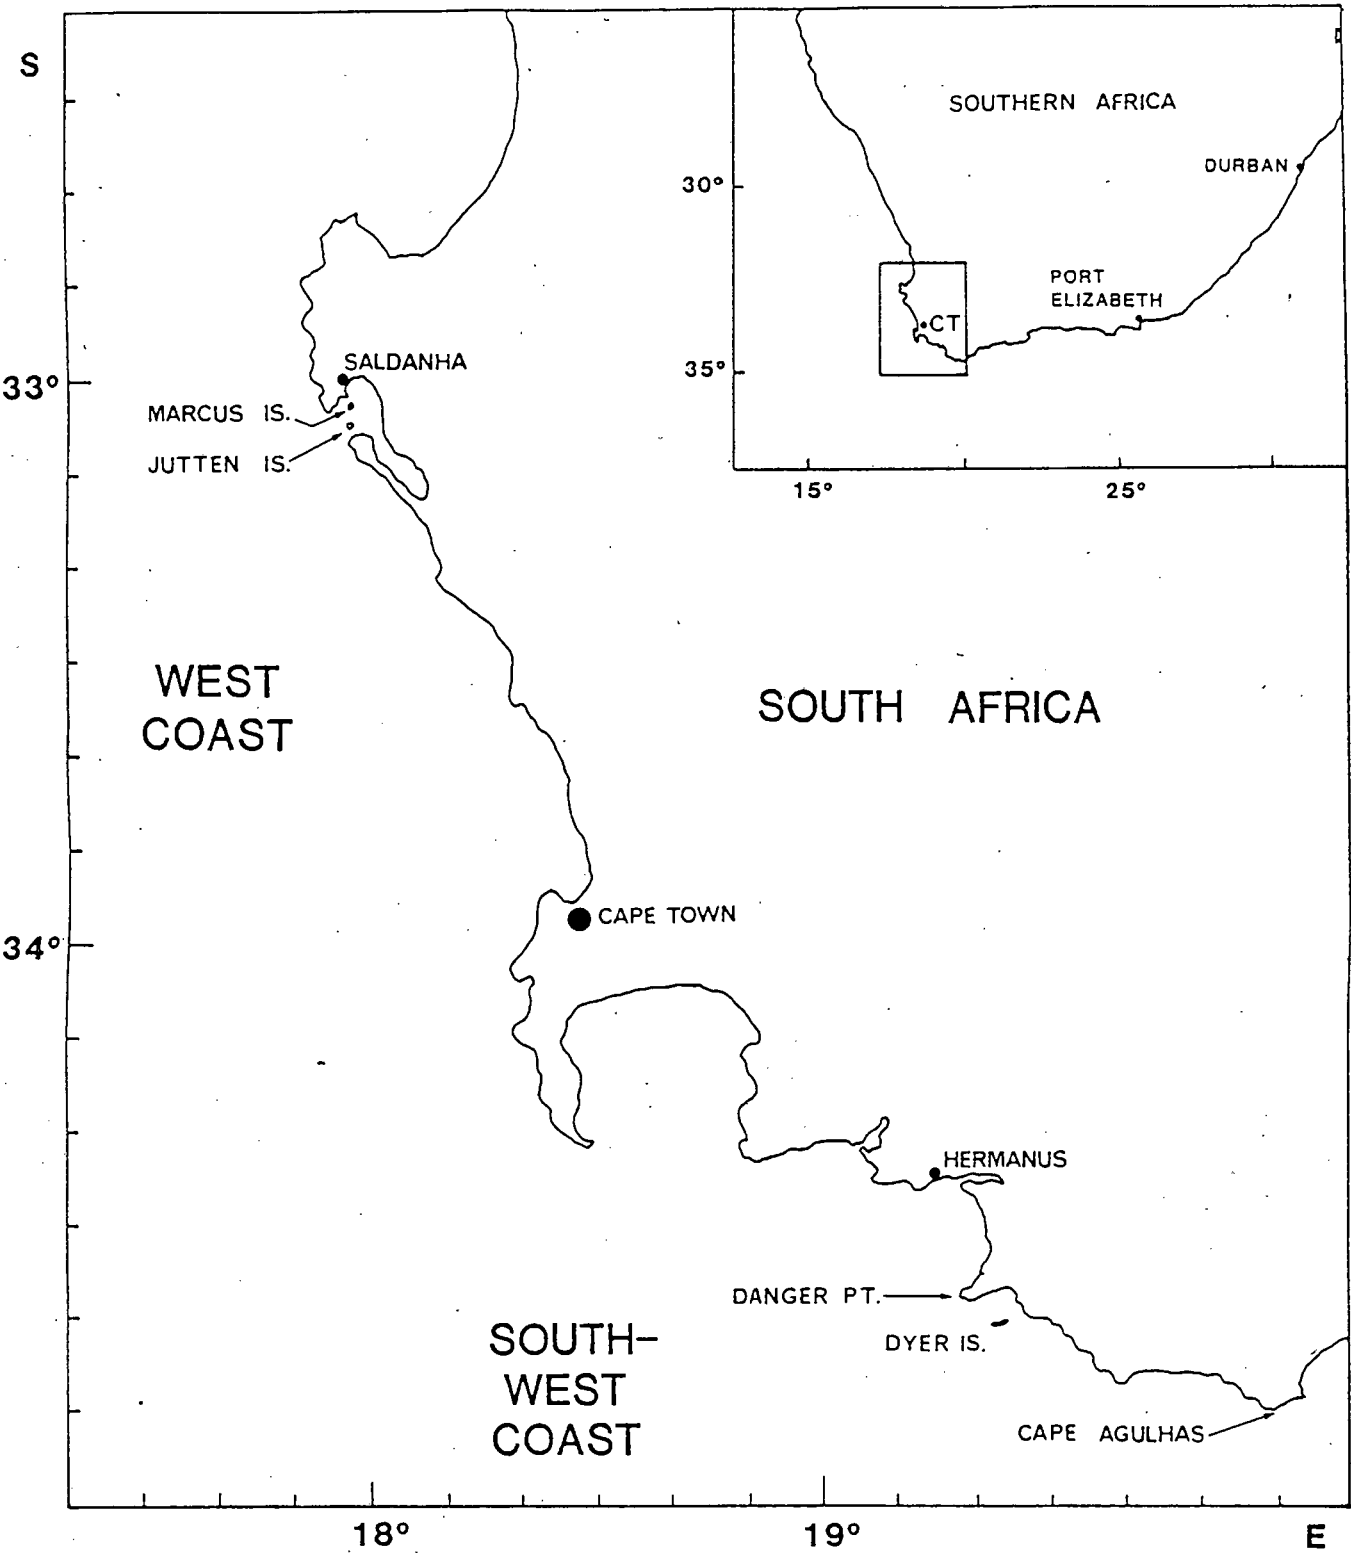 S
SOUTHERN AFRICA
DURBAN
30°
PORT
ELIZABETH
CT
35°
15°
25°
SALDANHA
33°
MARCUS IS.
JUTTEN IS.
WEST
COAST
SOUTH AFRICA
CAPE TOWN
34°
HERMANUS
DANGER PT.
DYER IS.
SOUTH-
WEST
COAST
CAPE AGULHAS
18°
19°
E